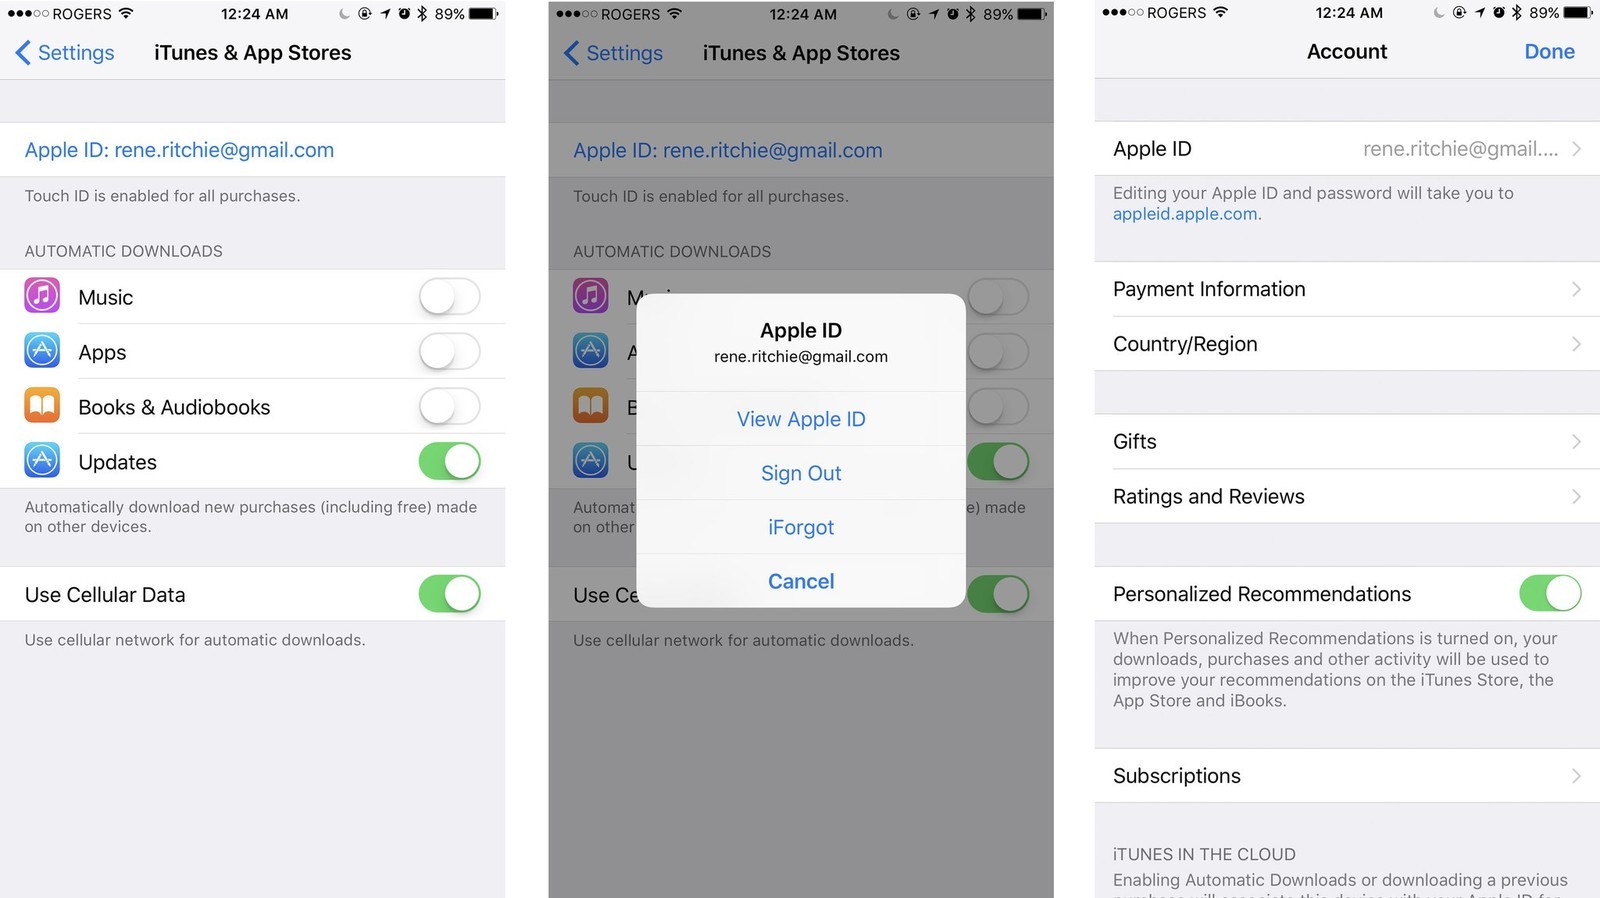 ROGERS 12:24 AM 89%
Settings iTunes & App Stores
Apple ID: rene.ritchie@gmail.com
Touch ID is enabled for all purchases.
AUTOMATIC DOWNLOADS
Music
Apps
Books & Audiobooks
Updates
Automatically download new purchases (including free) made
on other devices.
Use Cellular Data
Use cellular network for automatic downloads.
ROGERS 12:24 AM 89%
Settings iTunes & App Stores
Apple ID: rene.ritchie@gmail.com
Touch ID is enabled for all purchases.
AUTOMATIC DOWNLOADS
Apple ID
rene.ritchie@gmail.com
View Apple ID
Sign Out
iForgot
Cancel
Automat e) made
on other
Use Ce
Use cellular network for automatic downloads.
ROGERS 12:24 AM 89%
Account Done
Apple ID rene.ritchie@gmail....
Editing your Apple ID and password will take you to
appleid.apple.com.
Payment Information
Country/Region
Gifts
Ratings and Reviews
Personalized Recommendations
When Personalized Recommendations is turned on, your
downloads, purchases and other activity will be used to
improve your recommendations on the iTunes Store, the
App Store and iBooks.
Subscriptions
iTUNES IN THE CLOUD
Enabling Automatic Downloads or downloading a previous